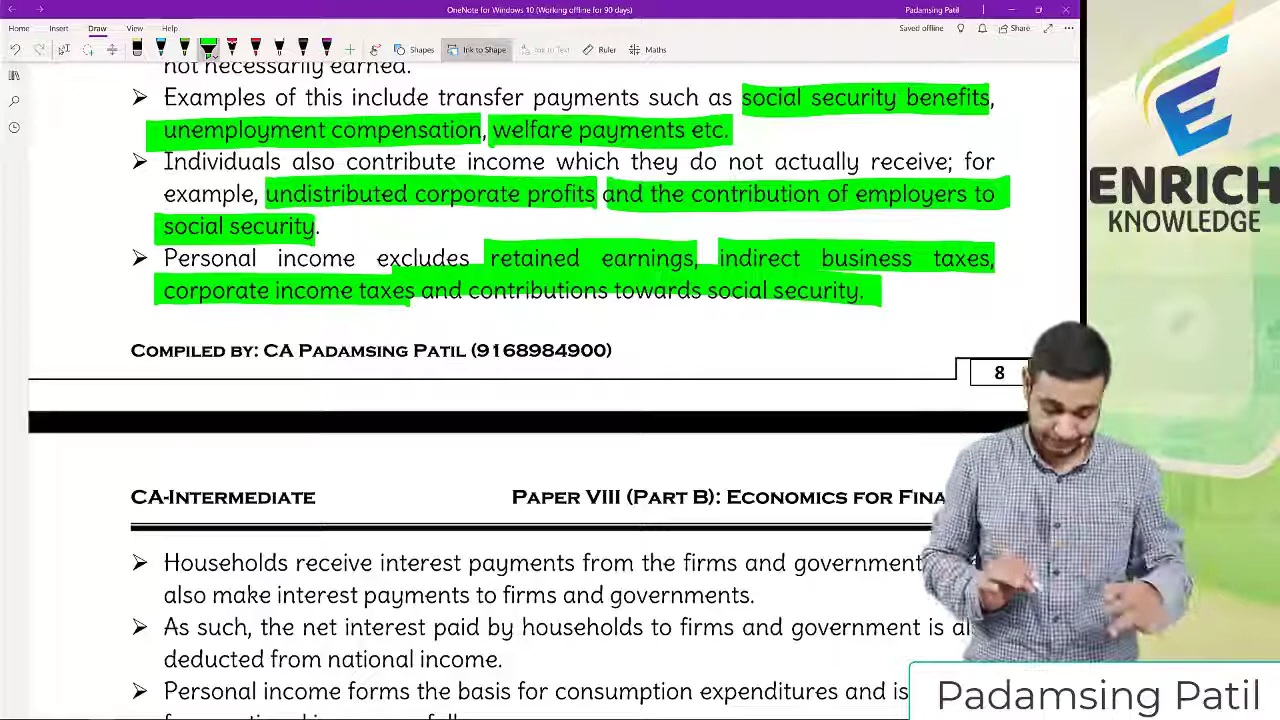 OneNote for Windows 10 (Working offline for 90 days)
Padamsing Patil
Home Insert Draw View Help
Saved offline
Share
Shapes
Ink to Shape
Ink to Text
Ruler
Maths
not necessarily earned.
➤ Examples of this include transfer payments such as social security benefits,
unemployment compensation, welfare payments etc.
➤ Individuals also contribute income which they do not actually receive; for
example, undistributed corporate profits and the contribution of employers to
social security.
➤ Personal income excludes retained earnings, indirect business taxes,
corporate income taxes and contributions towards social security.
COMPILED BY: CA PADAMSING PATIL (9168984900)
8
CA-INTERMEDIATE PAPER VIII (PART B): ECONOMICS FOR FINA
➤ Households receive interest payments from the firms and government
also make interest payments to firms and governments.
➤ As such, the net interest paid by households to firms and government is al
deducted from national income.
➤ Personal income forms the basis for consumption expenditures and is
ENRICH
KNOWLEDGE
Padamsing Patil